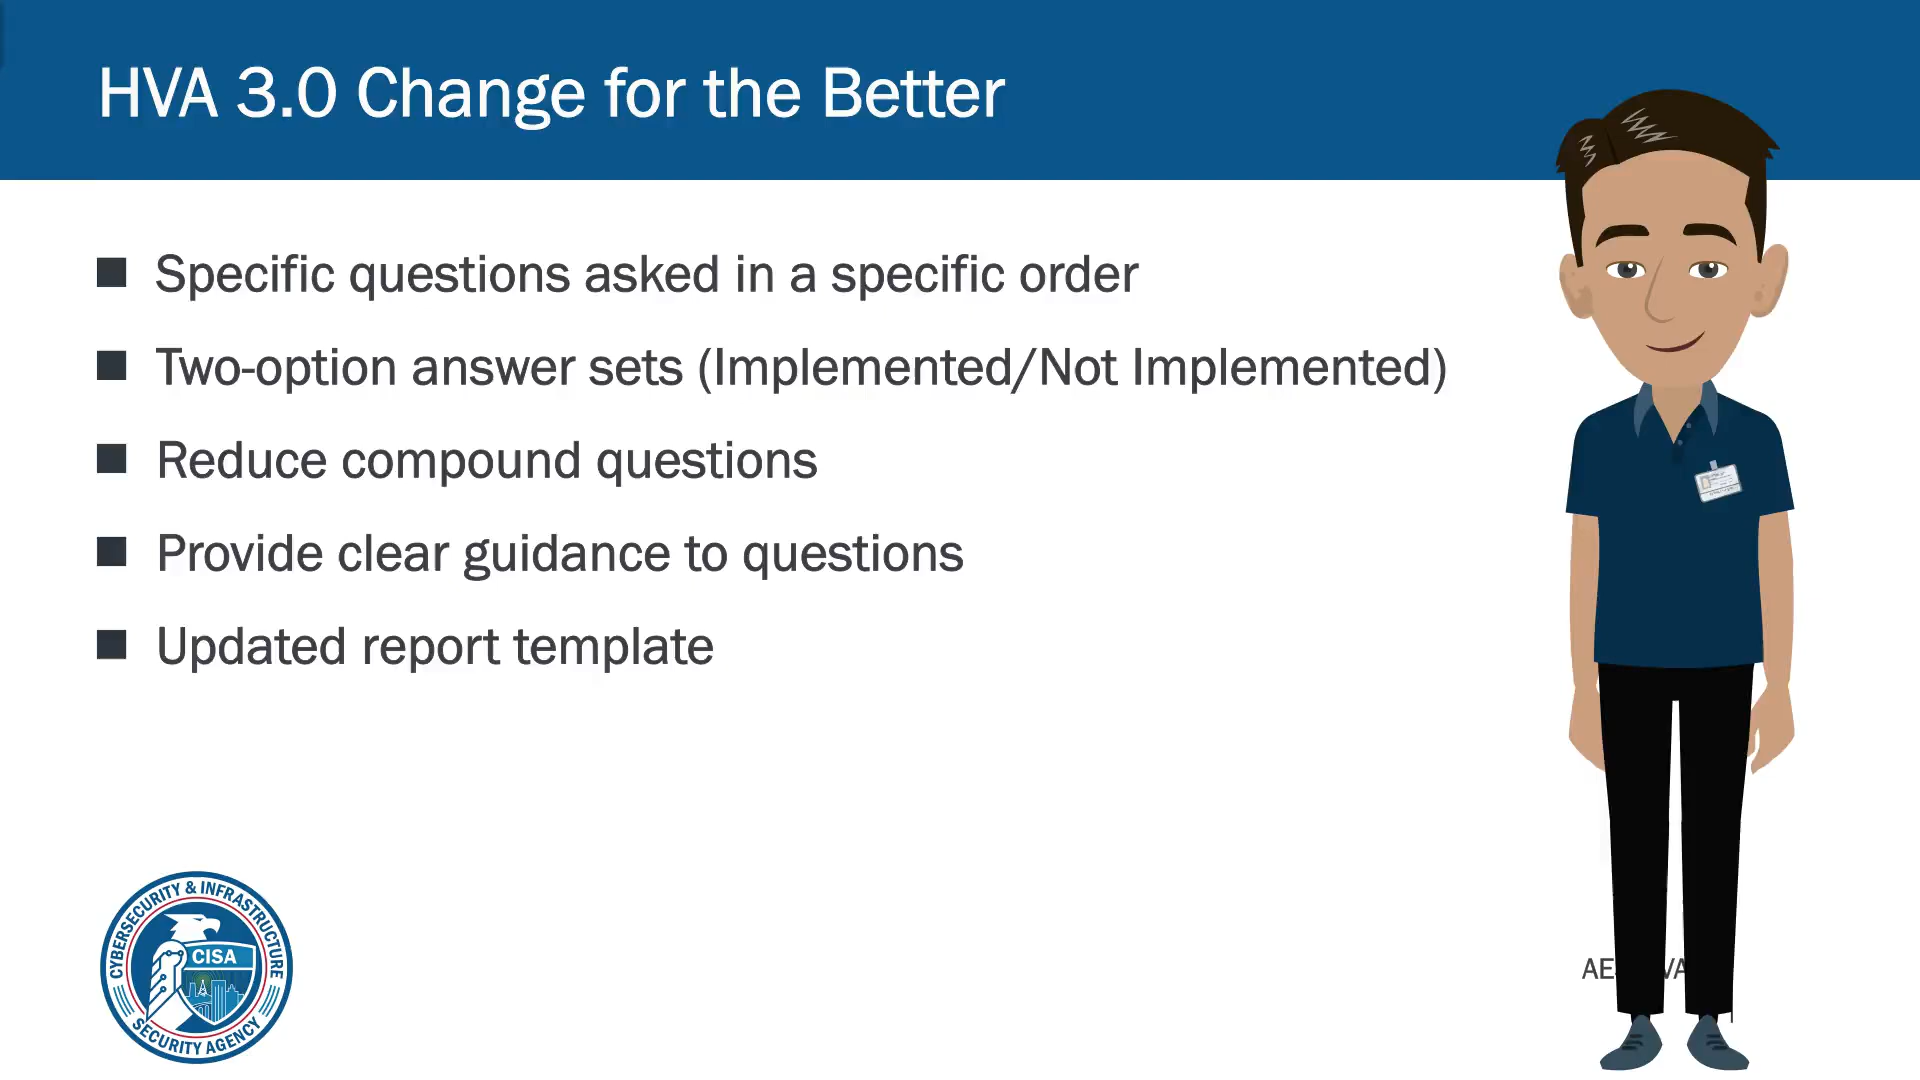 HVA 3.0 Change for the Better
Specific questions asked in a specific order
Two-option answer sets (Implemented/Not Implemented)
Reduce compound questions
Provide clear guidance to questions
Updated report template
CYBERSECURITY & INFRASTRUCTURE
CISA
SECURITY AGENCY